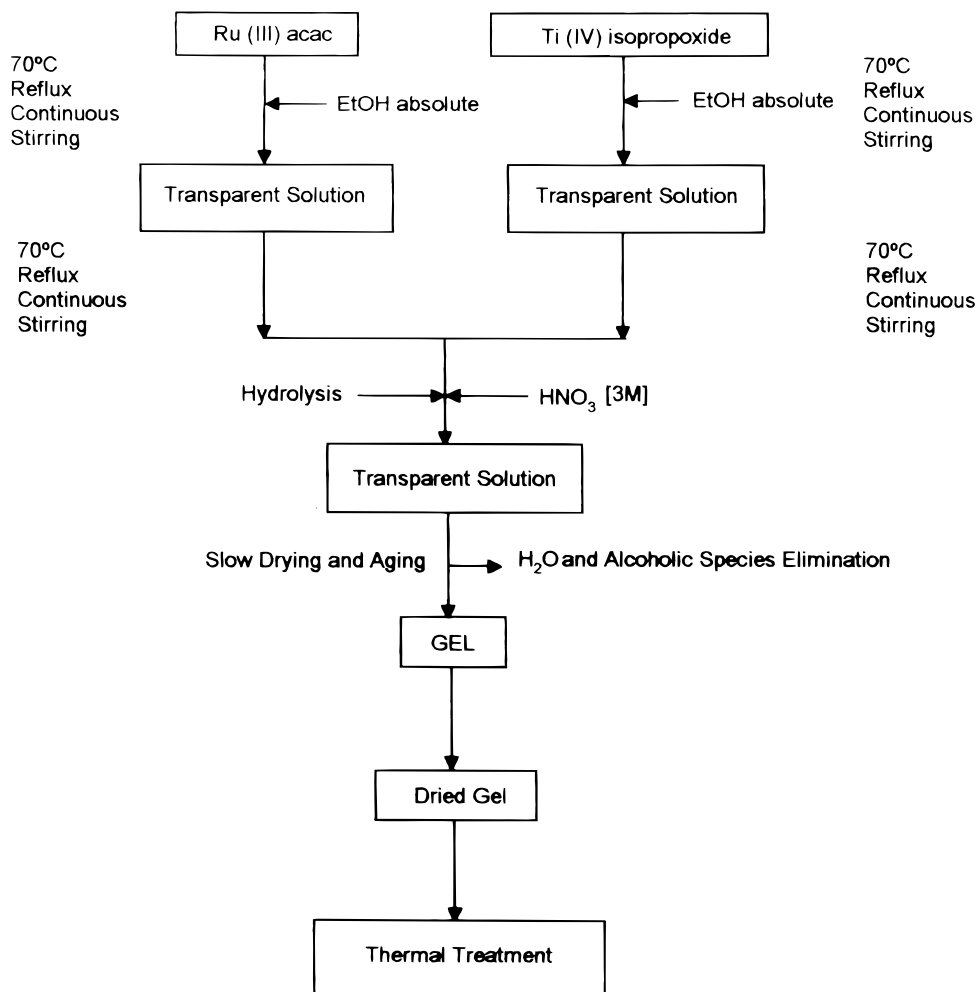 Ru (III) acac
Ti (IV) isopropoxide
70ºC
Reflux
Continuous
Stirring
EtOH absolute
EtOH absolute
70ºC
Reflux
Continuous
Stirring
Transparent Solution
Transparent Solution
70ºC
Reflux
Continuous
Stirring
70ºC
Reflux
Continuous
Stirring
Hydrolysis
HNO₃ [3M]
Transparent Solution
Slow Drying and Aging
H₂O and Alcoholic Species Elimination
GEL
Dried Gel
Thermal Treatment